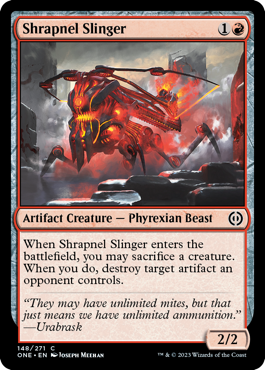 Shrapnel Slinger 1
Artifact Creature — Phyrexian Beast
When Shrapnel Slinger enters the
battlefield, you may sacrifice a creature.
When you do, destroy target artifact an
opponent controls.
“They may have unlimited mites, but that
just means we have unlimited ammunition.”
—Urabrask
2/2
148/271 C
ONE • EN Joseph Meehan
™ & © 2023 Wizards of the Coast